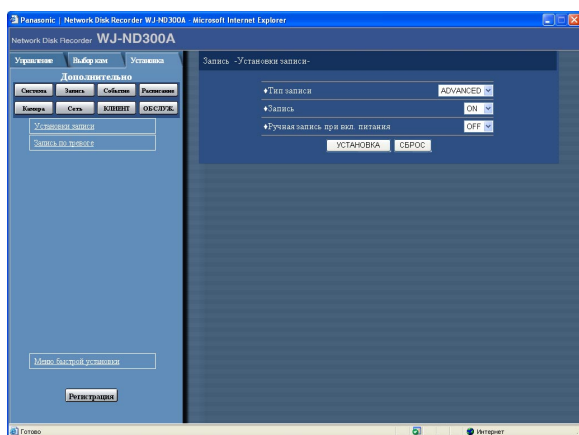 Panasonic | Network Disk Recorder WJ-ND300A - Microsoft Internet Explorer
Network Disk Recorder WJ-ND300A
Управление Выбор кам Установка
Запись -Установки записи-
Дополнительно
Система Запись Событие Расписание
Камера Сеть КЛИЕНТ ОБСЛУЖ.
Установки записи
Запись по тревоге
♦Тип записи ADVANCED
♦Запись ON
♦Ручная запись при вкл. питания OFF
УСТАНОВКА СБРОС
Меню быстрой установки
Регистрация
Готово Интернет